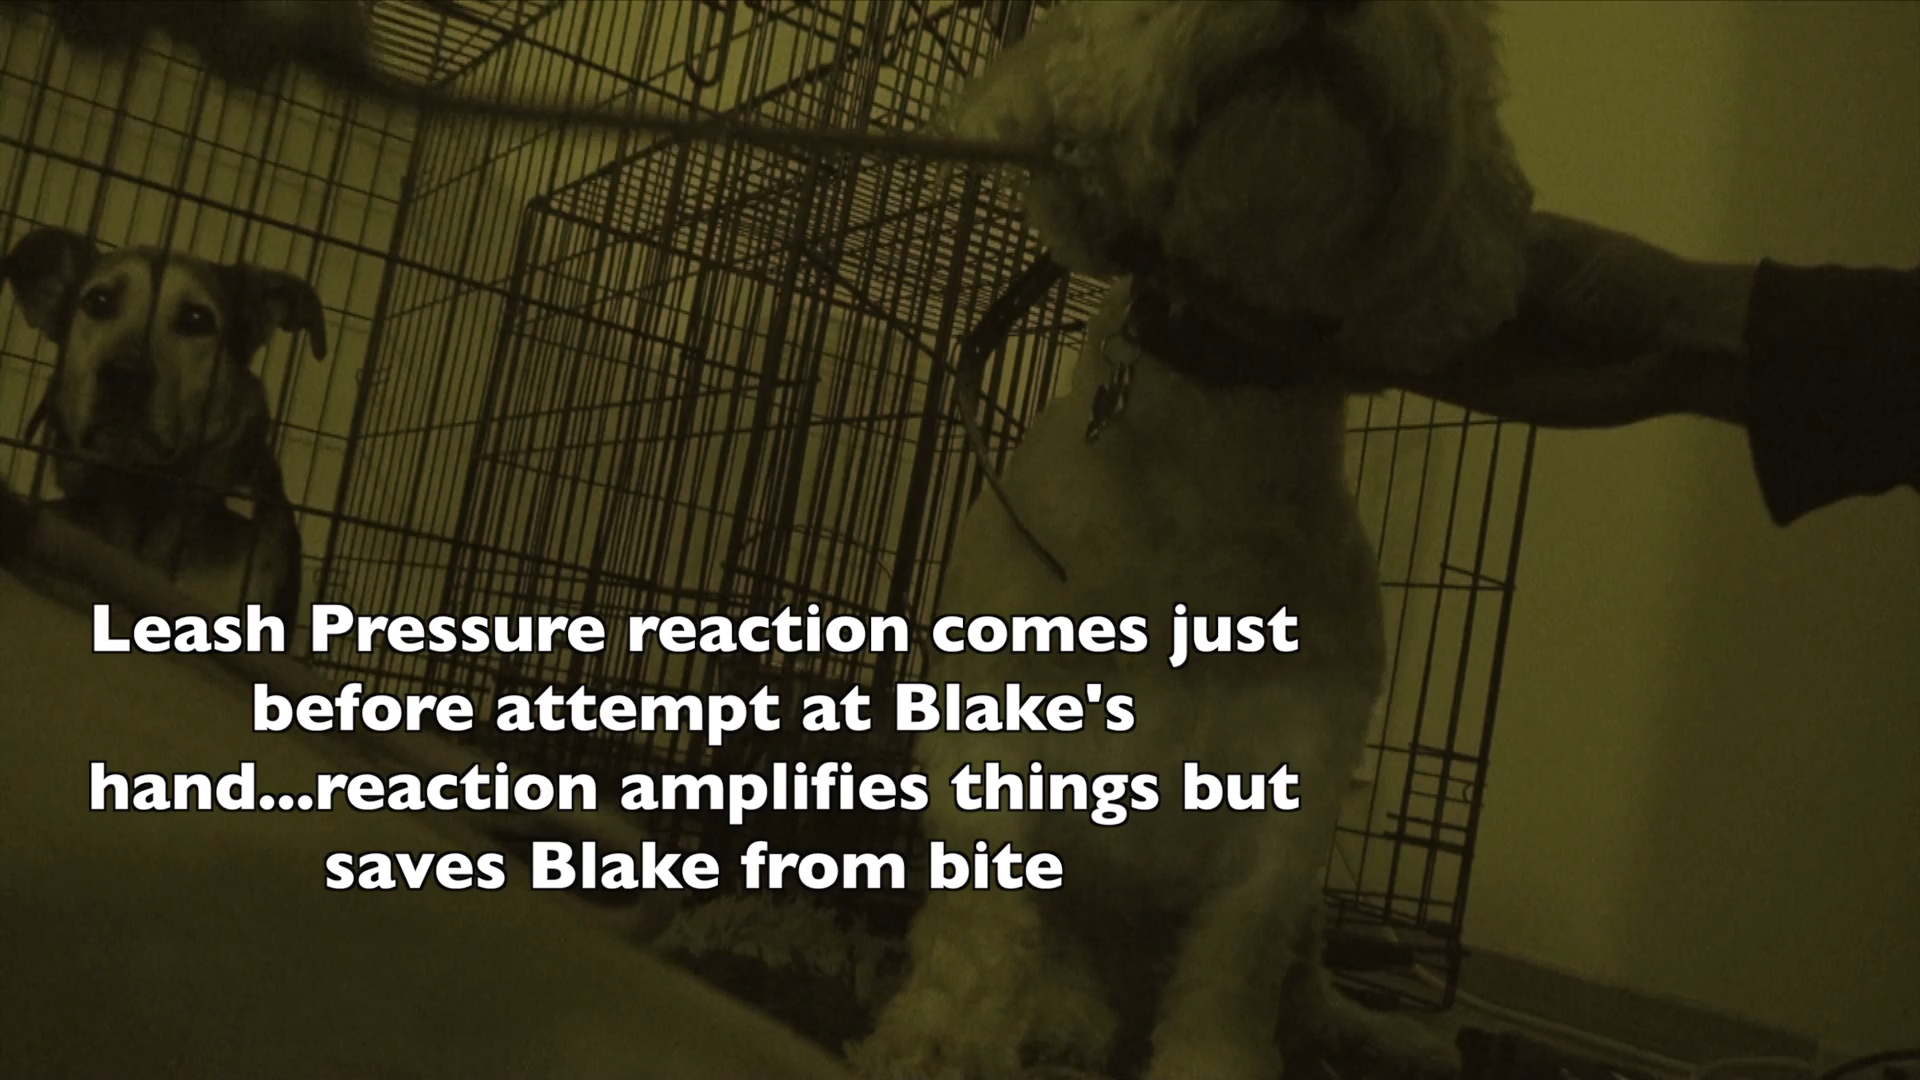 Leash Pressure reaction comes just
before attempt at Blake's
hand...reaction amplifies things but
saves Blake from bite